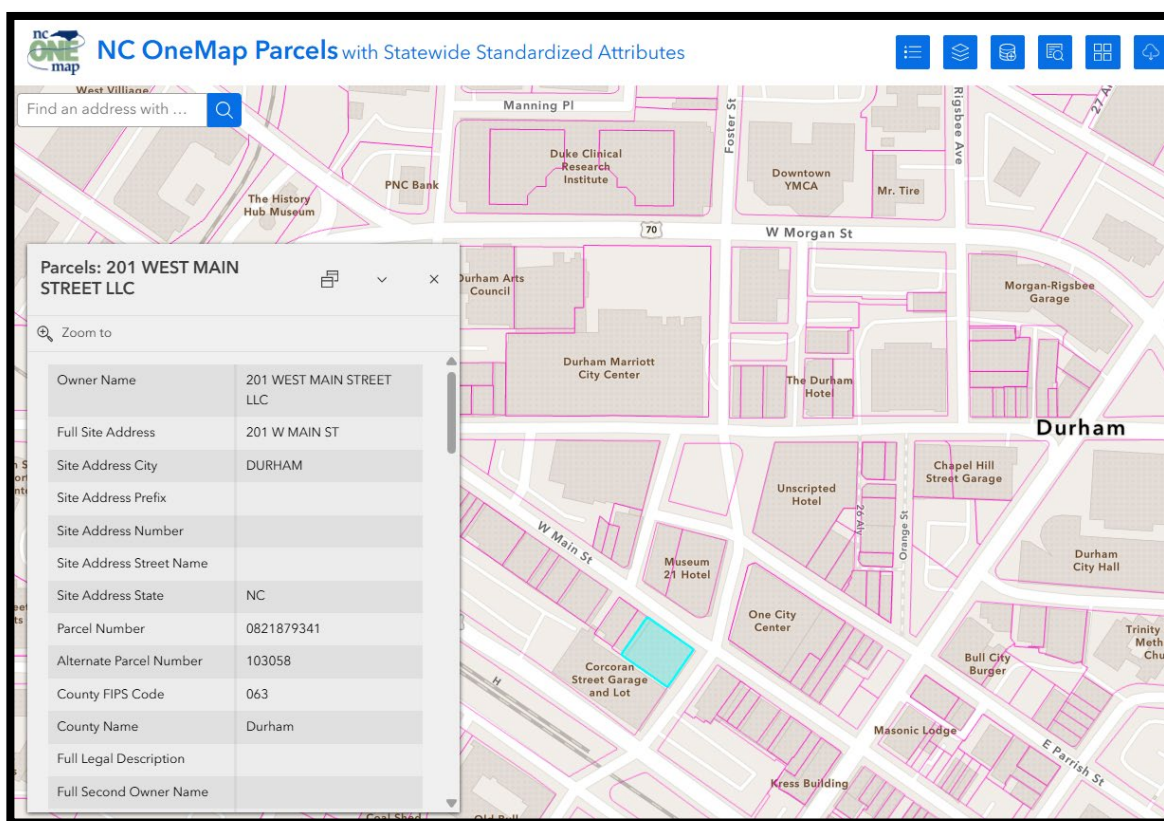 nc
ONE
map
NC OneMap Parcels with Statewide Standardized Attributes
West Village
Find an address with ...
Manning Pl
Foster St
Rigsbee Ave
Duke Clinical
Research
Institute
Downtown
YMCA
Mr. Tire
PNC Bank
The History
Hub Museum
70
W Morgan St
Parcels: 201 WEST MAIN
STREET LLC
Zoom to
Owner Name 201 WEST MAIN STREET
LLC
Full Site Address 201 W MAIN ST
Site Address City DURHAM
Site Address Prefix
Site Address Number
Site Address Street Name
Site Address State NC
Parcel Number 0821879341
Alternate Parcel Number 103058
County FIPS Code 063
County Name Durham
Full Legal Description
Full Second Owner Name
Durham Arts
Council
Morgan-Rigsbee
Garage
Durham Marriott
City Center
The Durham
Hotel
Durham
Chapel Hill
Street Garage
Unscripted
Hotel
26 Aly
Orange St
W Main St
Museum
21 Hotel
Durham
City Hall
One City
Center
Trinity
Meth
Chu
Bull City
Burger
Corcoran
Street Garage
and Lot
H
Masonic Lodge
E Parrish St
Kress Building